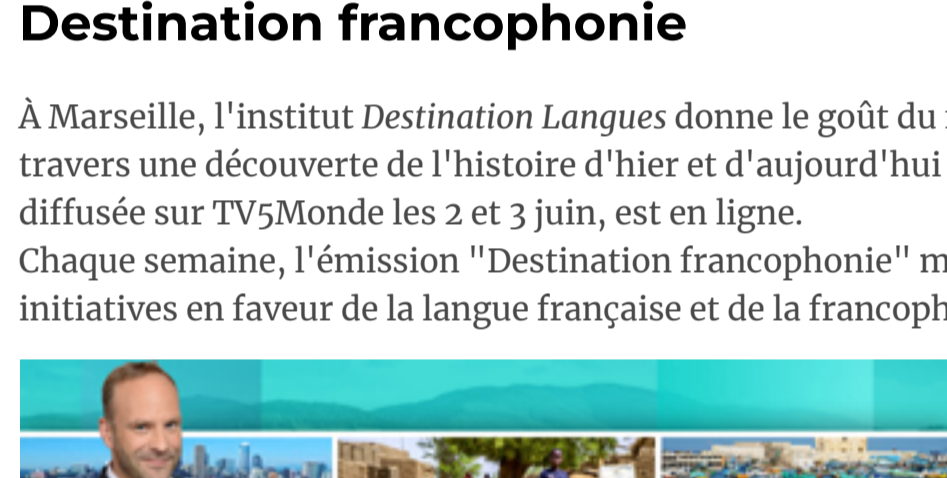 Destination francophonie
À Marseille, l'institut Destination Langues donne le goût du
travers une découverte de l'histoire d'hier et d'aujourd'hui
diffusée sur TV5Monde les 2 et 3 juin, est en ligne.
Chaque semaine, l'émission "Destination francophonie"
initiatives en faveur de la langue française et de la